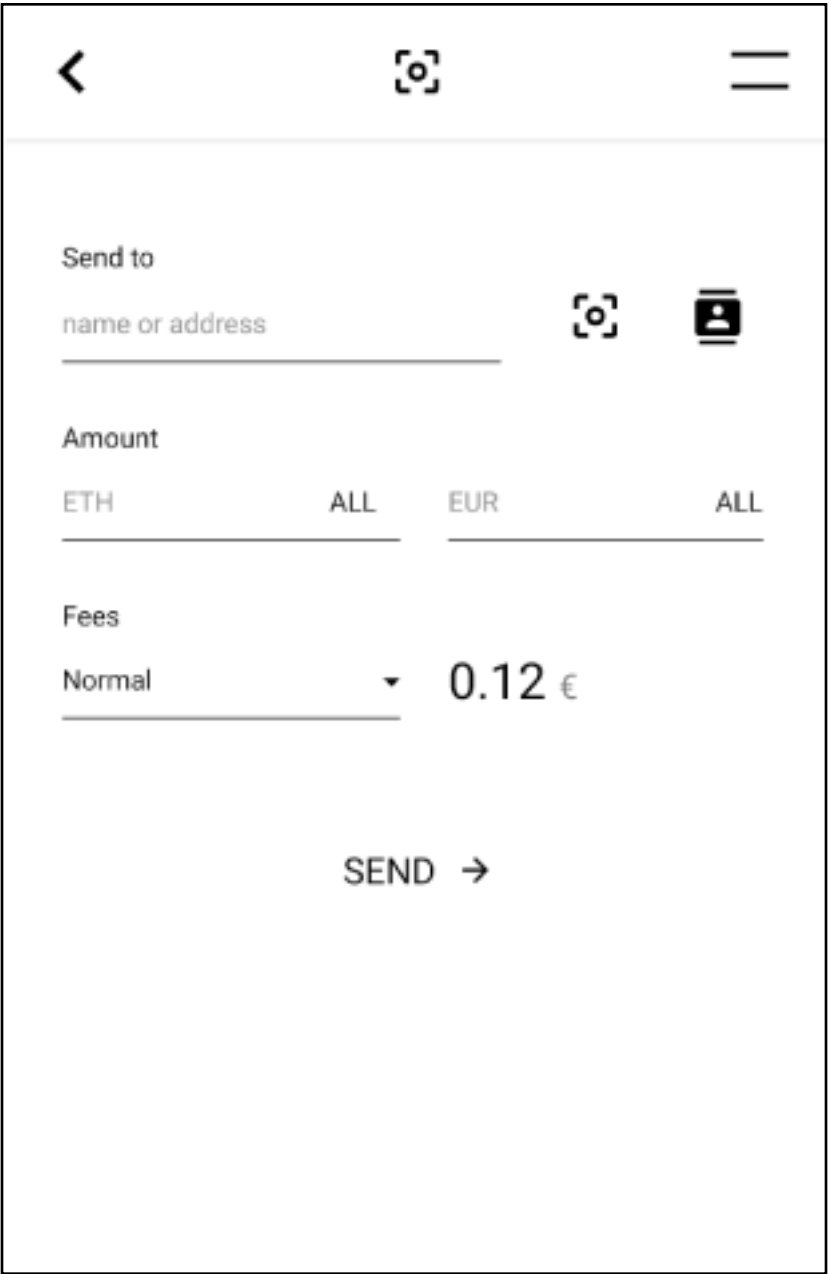 Send to
name or address
Amount
ETH ALL EUR ALL
Fees
Normal 0.12 €
SEND →